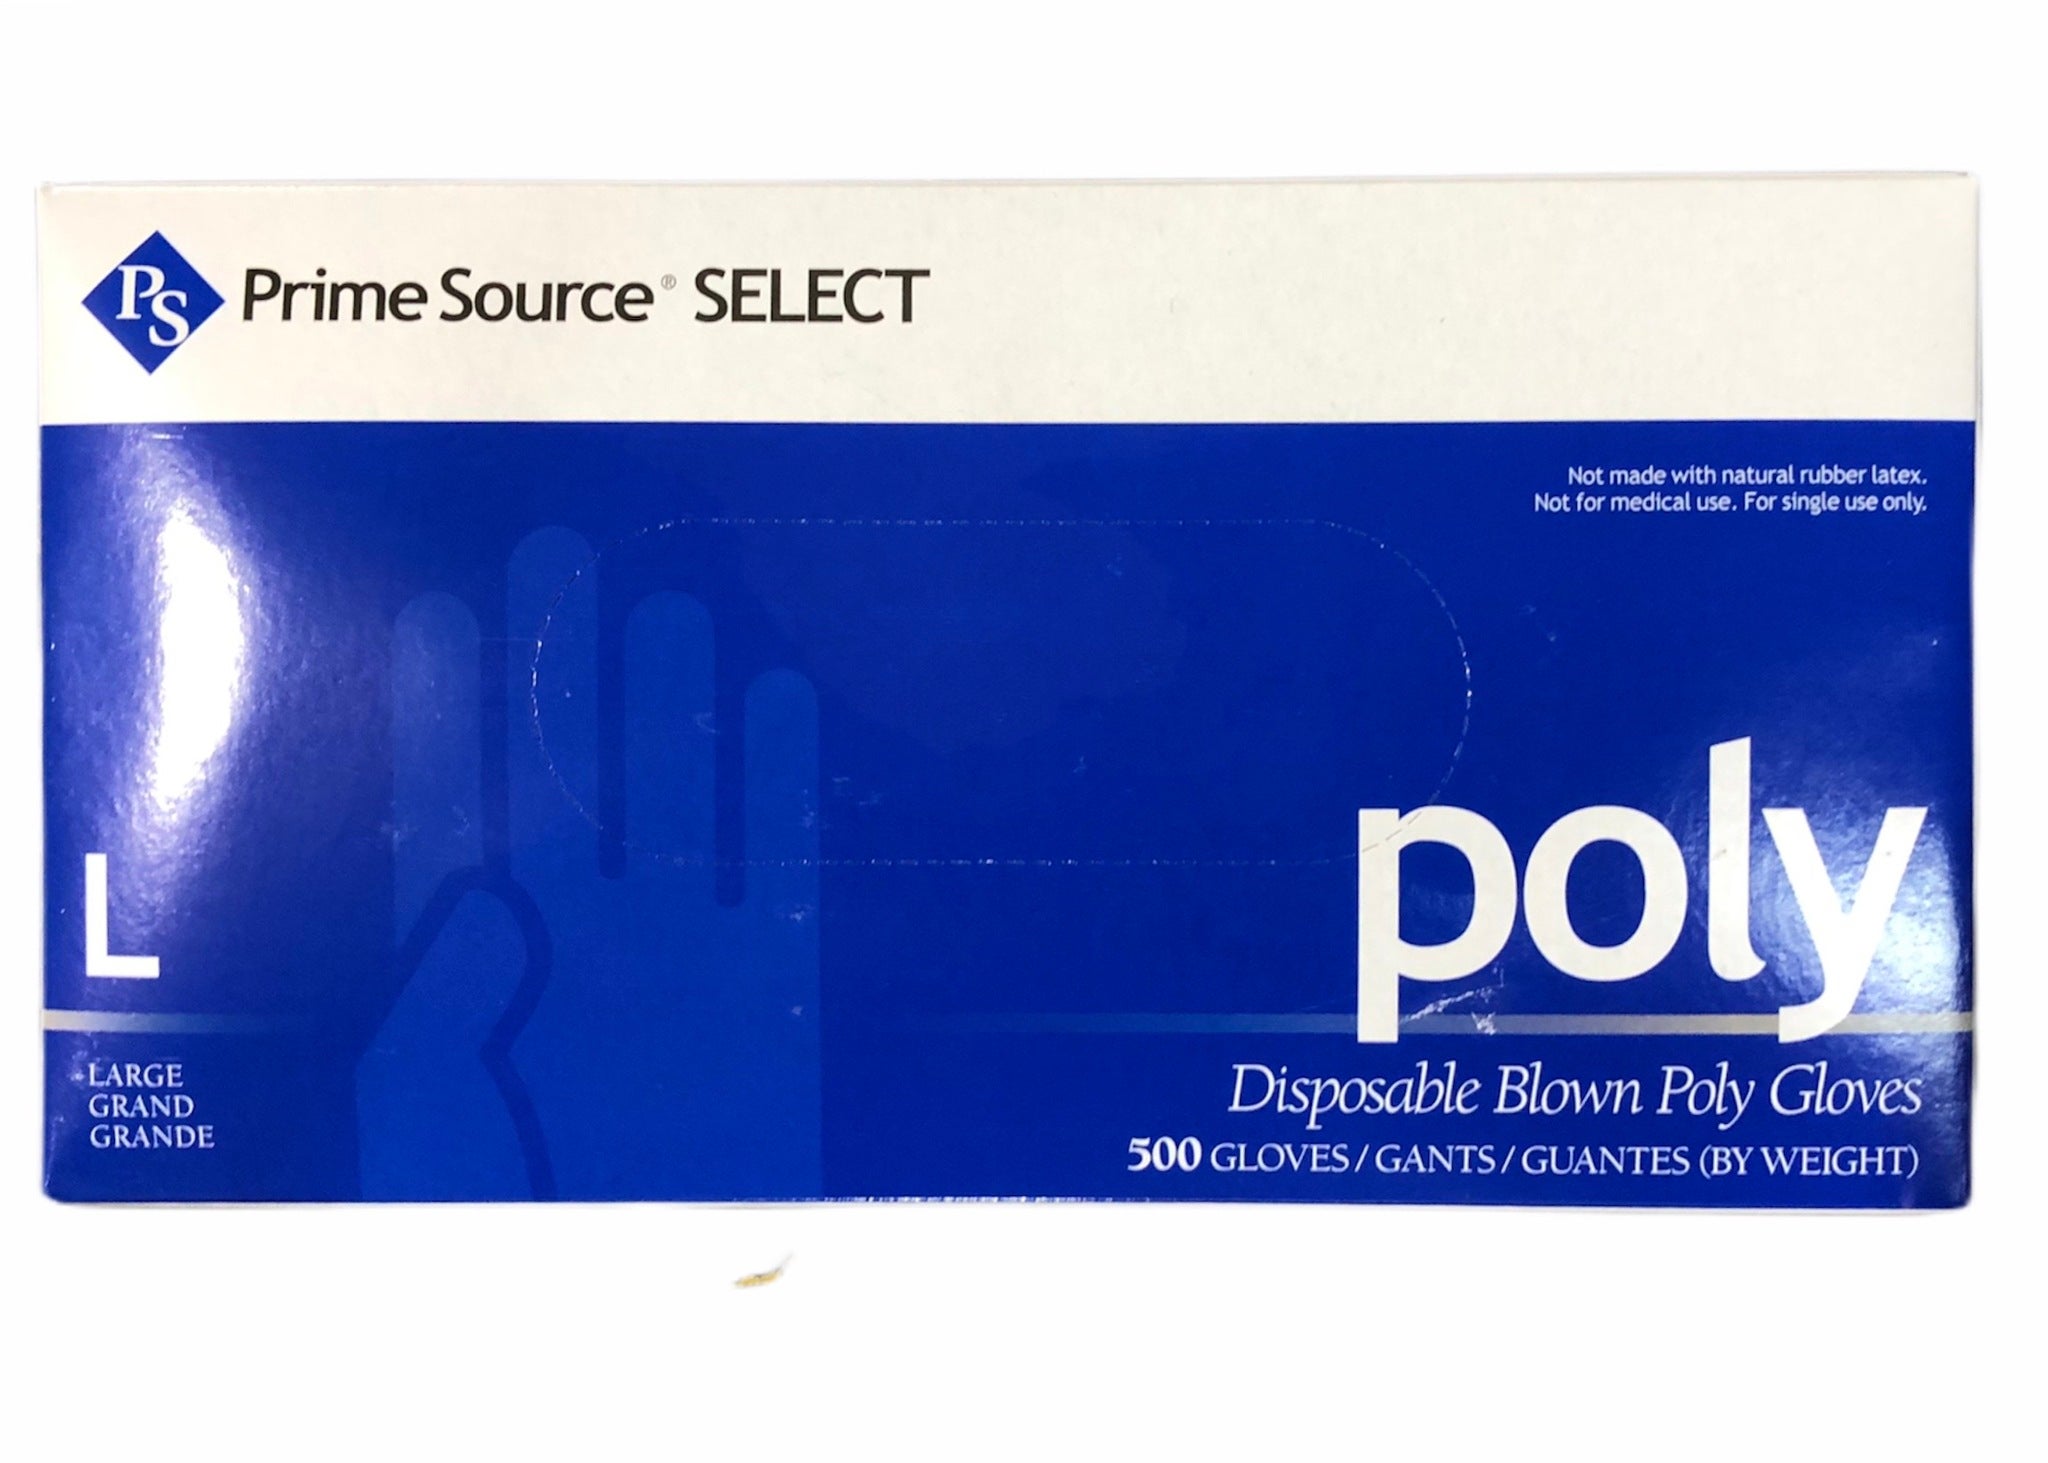 PS Prime Source® SELECT
Not made with natural rubber latex.
Not for medical use. For single use only.
poly
L
Disposable Blown Poly Gloves
500 GLOVES / GANTS / GUANTES (BY WEIGHT)
LARGE
GRAND
GRANDE